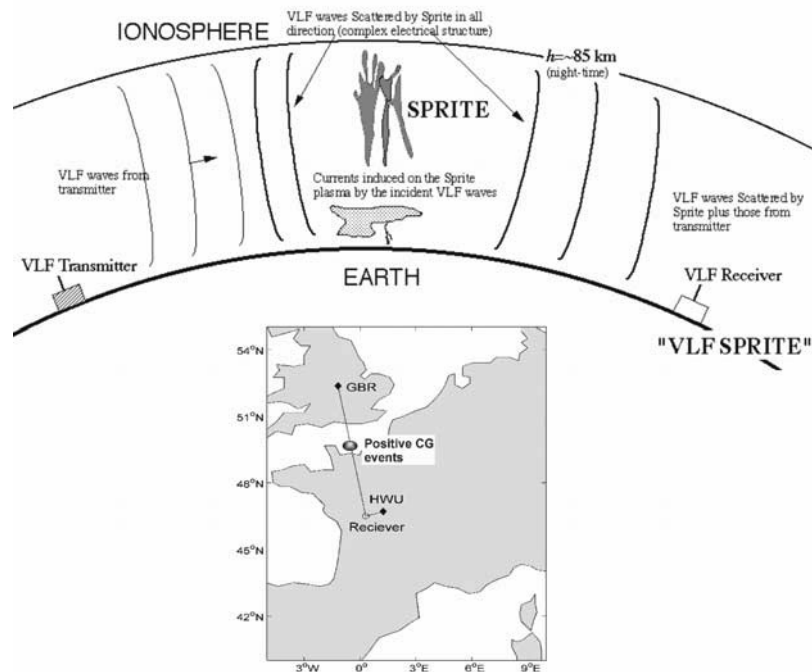 VLF waves Scattered by Sprite in all
direction (complex electrical structure)
IONOSPHERE
h=~85 km
(night-time)
SPRITE
VLF waves from
transmitter
Currents induced on the Sprite
plasma by the incident VLF waves
VLF waves Scattered by
Sprite plus those from
transmitter
VLF Transmitter
EARTH
VLF Receiver
"VLF SPRITE"
54°N
GBR
51°N
Positive CG
events
48°N
HWU
Reciever
45°N
42°N
3°W 0° 3°E 6°E 9°E